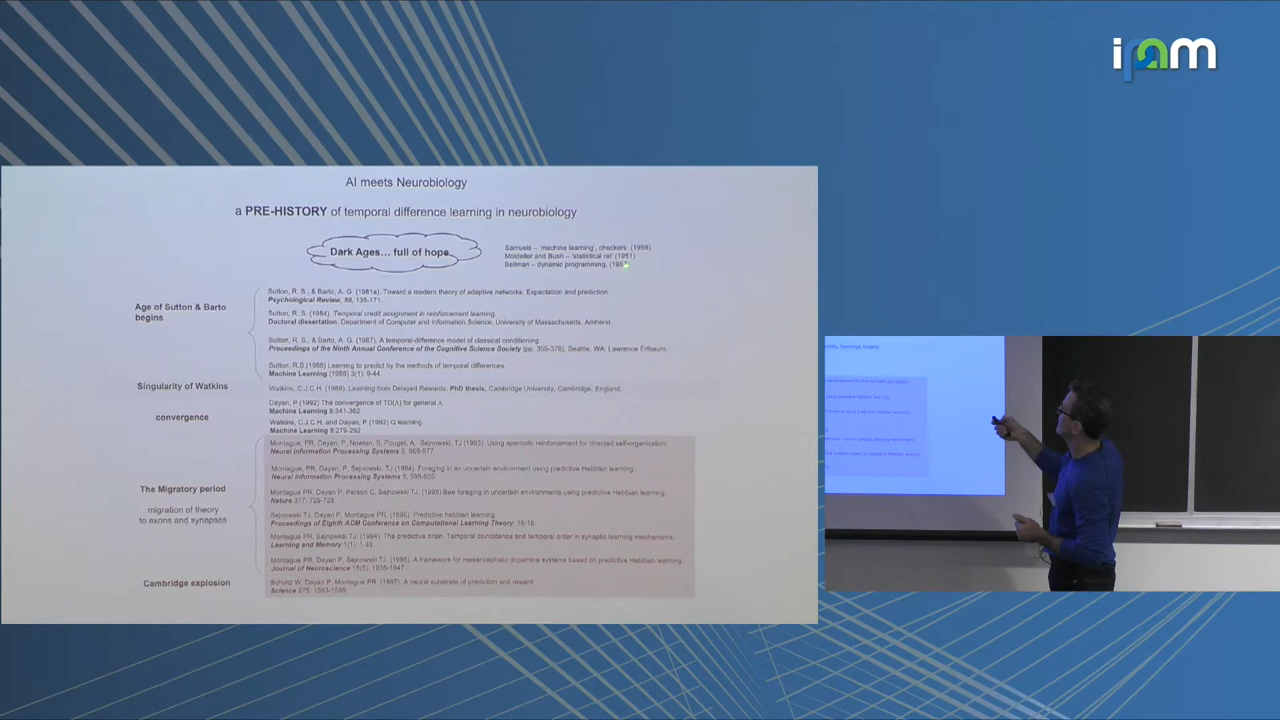 ipam
AI meets Neurobiology
a PRE-HISTORY of temporal difference learning in neurobiology
Dark Ages... full of hope
Samuels – 'machine learning', checkers (1959)
Mosteller and Bush – 'statistical rat' (1951)
Bellman – dynamic programming, (195
Age of Sutton & Barto
begins
Sutton, R. S., & Barto, A. G. (1981a). Toward a modern theory of adaptive networks: Expectation and prediction.
Psychological Review, 88, 135-171.
Sutton, R. S. (1984). Temporal credit assignment in reinforcement learning.
Doctoral dissertation, Department of Computer and Information Science, University of Massachusetts, Amherst.
Sutton, R. S., & Barto, A. G. (1987). A temporal-difference model of classical conditioning.
Proceedings of the Ninth Annual Conference of the Cognitive Science Society (pp. 355-378), Seattle, WA: Lawrence Erlbaum.
Sutton, R.S (1988) Learning to predict by the methods of temporal differences.
Machine Learning (1988) 3(1): 9-44.
Singularity of Watkins
Watkins, C.J.C.H. (1989). Learning from Delayed Rewards. PhD thesis, Cambridge University, Cambridge, England.
convergence
Dayan, P (1992) The convergence of TD(Λ) for general Λ.
Machine Learning 8:341-362
Watkins, C.J.C.H. and Dayan, P (1992) Q learning.
Machine Learning 8:279-292
The Migratory period
migration of theory
to axons and synapses
Montague, PR, Dayan, P, Nowlan, S, Pouget, A, Sejnowski, TJ (1993). Using aperiodic reinforcement for directed self-organization.
Neural Information Processing Systems 5, 969-977.
Montague, PR, Dayan, P, Sejnowski, TJ (1994). Foraging in an uncertain environment using predictive Hebbian learning.
Neural Information Processing Systems 6, 598-605.
Montague PR, Dayan P, Person C, Sejnowski TJ (1995) Bee foraging in uncertain environments using predictive Hebbian learning.
Nature 377: 725-728.
Sejnowski TJ, Dayan P, Montague PR. (1995). Predictive hebbian learning.
Proceedings of Eighth ACM Conference on Computational Learning Theory: 15-18.
Montague PR, Sejnowski TJ. (1994). The predictive brain: Temporal coincidence and temporal order in synaptic learning mechanisms.
Learning and Memory 1(1): 1-33.
Montague PR, Dayan P, Sejnowski TJ (1996). A framework for mesencephalic dopamine systems based on predictive Hebbian learning.
Journal of Neuroscience 16(5): 1936-1947
Cambridge explosion
Schultz W, Dayan P, Montague PR. (1997). A neural substrate of prediction and reward.
Science 275: 1593-1599.